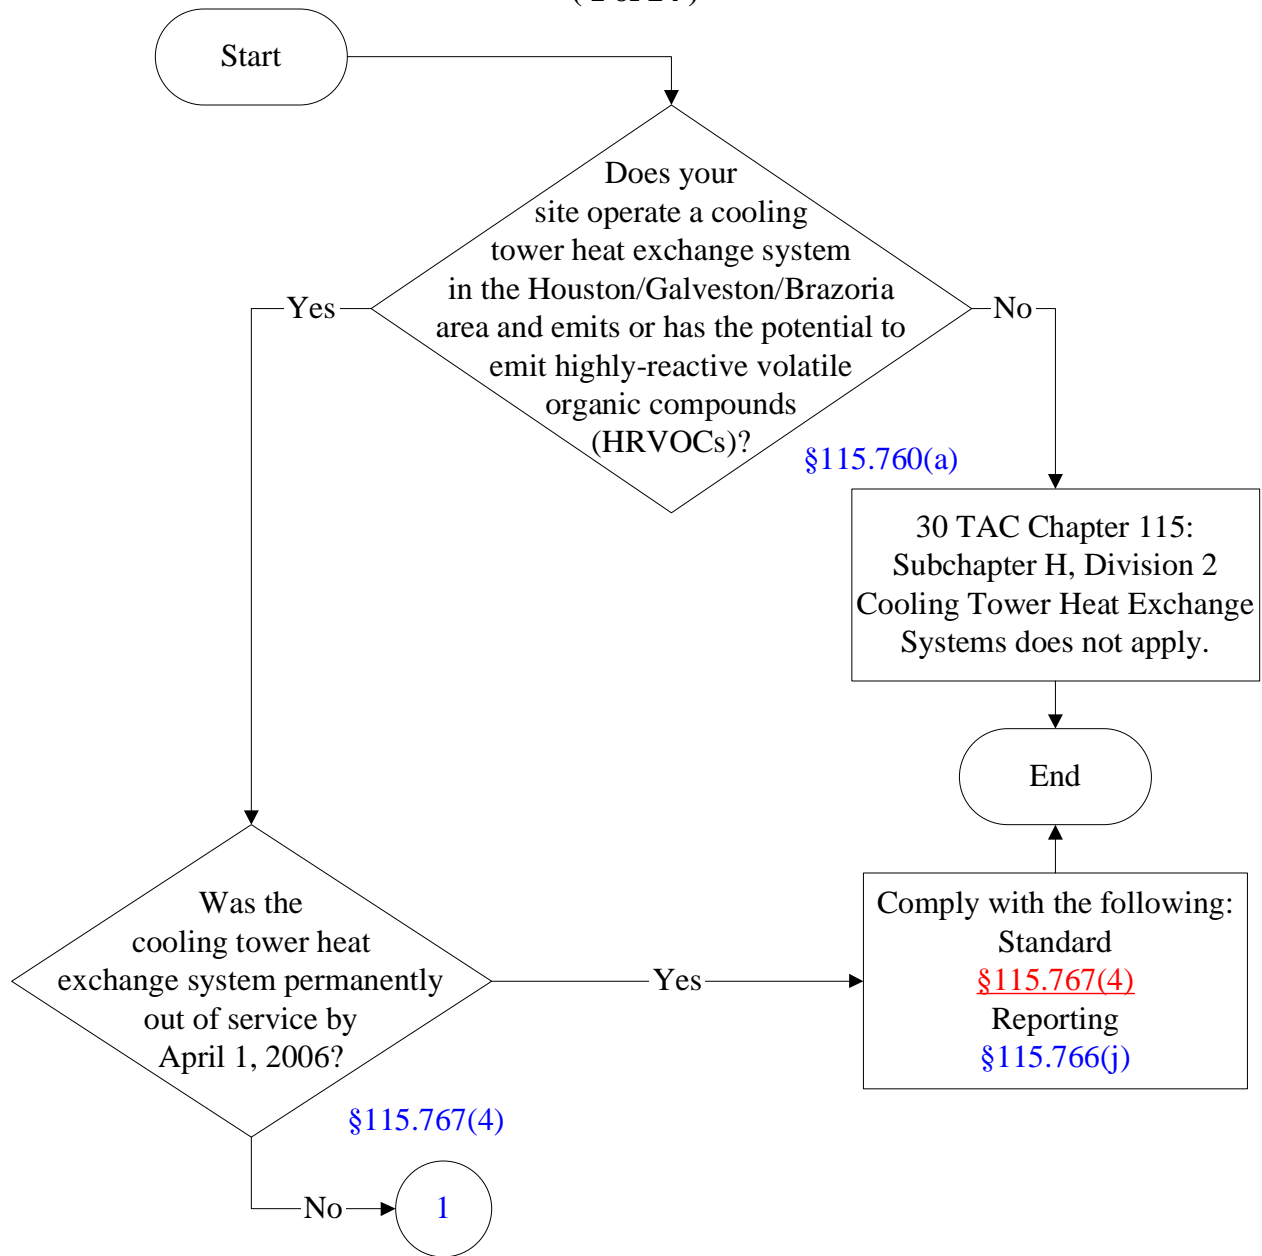 Start
Does your
site operate a cooling
tower heat exchange system
in the Houston/Galveston/Brazoria
area and emits or has the potential to
emit highly-reactive volatile
organic compounds
(HRVOCs)?
Yes
No
§115.760(a)
30 TAC Chapter 115:
Subchapter H, Division 2
Cooling Tower Heat Exchange
Systems does not apply.
End
Was the
cooling tower heat
exchange system permanently
out of service by
April 1, 2006?
Yes
Comply with the following:
Standard
§115.767(4)
Reporting
§115.766(j)
§115.767(4)
No
1